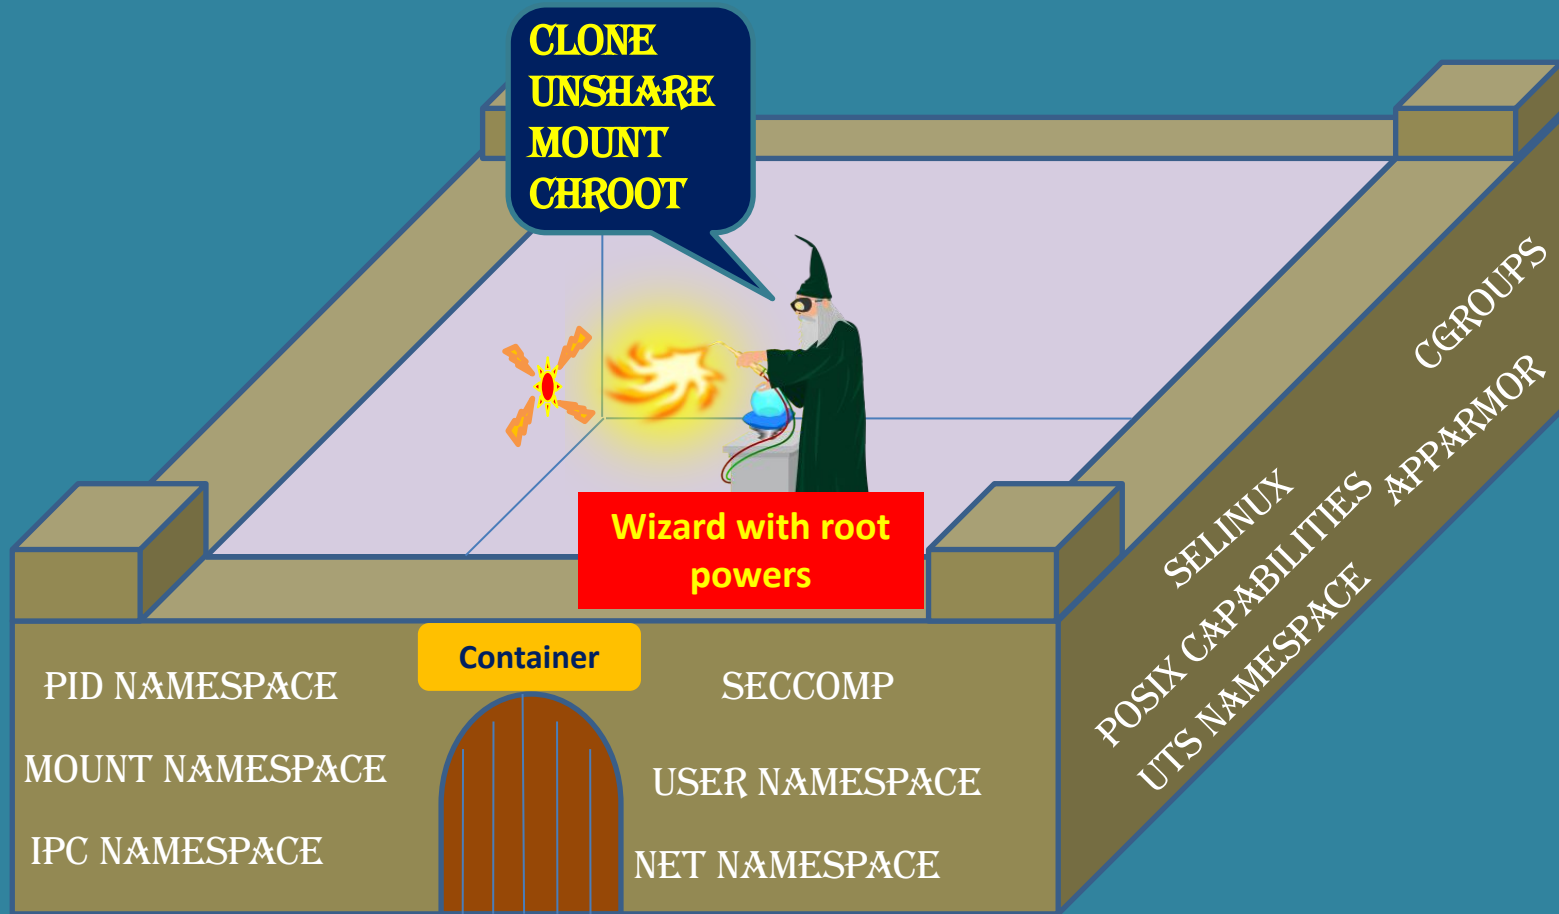 CLONE
UNSHARE
MOUNT
CHROOT
Wizard with root
powers
Container
PID NAMESPACE
MOUNT NAMESPACE
IPC NAMESPACE
SECCOMP
USER NAMESPACE
NET NAMESPACE
CGROUPS
APPARMOR
SELINUX
POSIX CAPABILITIES
UTS NAMESPACE